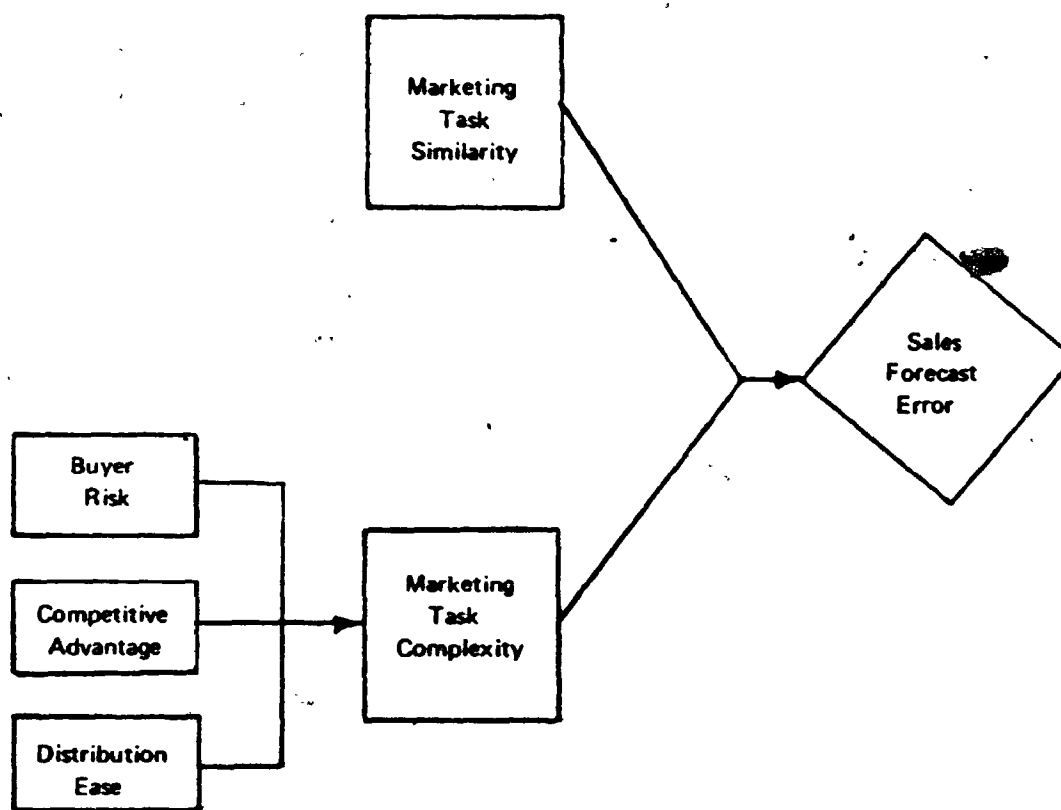 Marketing
Task
Similarity
Sales
Forecast
Error
Buyer
Risk
Competitive
Advantage
Distribution
Ease
Marketing
Task
Complexity